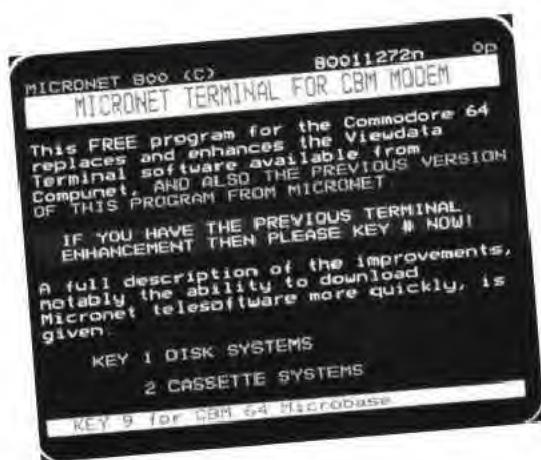 MICRONET 800 (C) 80011272n 0p
MICRONET TERMINAL FOR CBM MODEM
This FREE program for the Commodore 64
replaces and enhances the Viewdata
Terminal software available from
Compunet, AND ALSO THE PREVIOUS VERSION
OF THIS PROGRAM FROM MICRONET.
IF YOU HAVE THE PREVIOUS TERMINAL
ENHANCEMENT THEN PLEASE KEY # NOW!
A full description of the improvements,
notably the ability to download
Micronet telesoftware more quickly, is
given.
KEY 1 DISK SYSTEMS
2 CASSETTE SYSTEMS
KEY 9 for CBM 64 Microbase